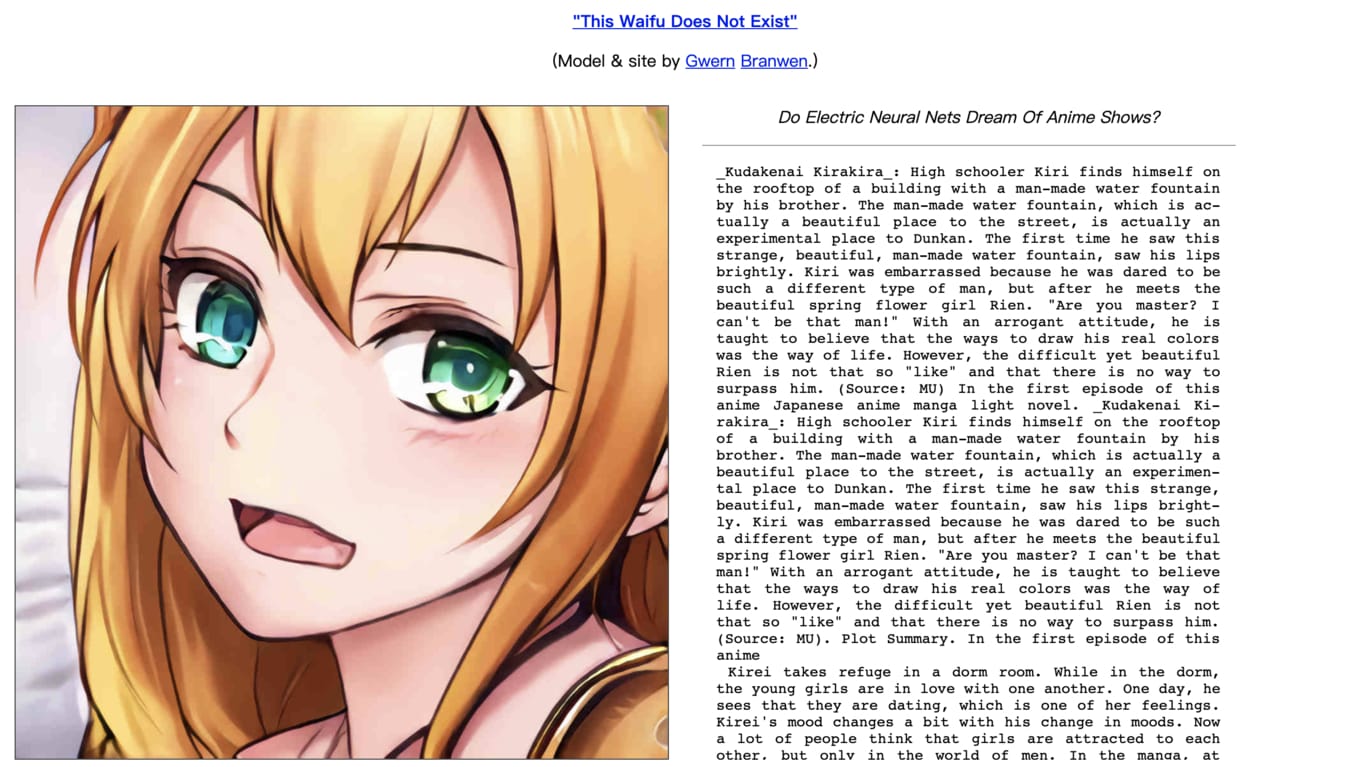 "This Waifu Does Not Exist"
(Model & site by Gwern Branwen.)
Do Electric Neural Nets Dream Of Anime Shows?
_Kudakenai Kirakira_: High schooler Kiri finds himself on
the rooftop of a building with a man-made water fountain
by his brother. The man-made water fountain, which is ac-
tually a beautiful place to the street, is actually an
experimental place to Dunkan. The first time he saw this
strange, beautiful, man-made water fountain, saw his lips
brightly. Kiri was embarrassed because he was dared to be
such a different type of man, but after he meets the
beautiful spring flower girl Rien. "Are you master? I
can't be that man!" With an arrogant attitude, he is
taught to believe that the ways to draw his real colors
was the way of life. However, the difficult yet beautiful
Rien is not that so "like" and that there is no way to
surpass him. (Source: MU) In the first episode of this
anime Japanese anime manga light novel. _Kudakenai Ki-
rakira_: High schooler Kiri finds himself on the rooftop
of a building with a man-made water fountain by his
brother. The man-made water fountain, which is actually a
beautiful place to the street, is actually an experimen-
tal place to Dunkan. The first time he saw this strange,
beautiful, man-made water fountain, saw his lips bright-
ly. Kiri was embarrassed because he was dared to be such
a different type of man, but after he meets the beautiful
spring flower girl Rien. "Are you master? I can't be that
man!" With an arrogant attitude, he is taught to believe
that the ways to draw his real colors was the way of
life. However, the difficult yet beautiful Rien is not
that so "like" and that there is no way to surpass him.
(Source: MU). Plot Summary. In the first episode of this
anime
Kirei takes refuge in a dorm room. While in the dorm,
the young girls are in love with one another. One day, he
sees that they are dating, which is one of her feelings.
Kirei's mood changes a bit with his change in moods. Now
a lot of people think that girls are attracted to each
other, but only in the world of men. In the manga, at